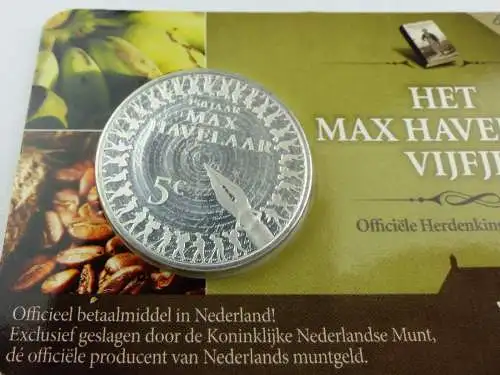 150 JAAR
MAX
HAVELAAR
5€
HET
MAX HAVE
VIJFJ
Officiële Herdenkin
Officieel betaalmiddel in Nederland!
Exclusief geslagen door de Koninklijke Nederlandse Munt,
dé officiële producent van Nederlands muntgeld.